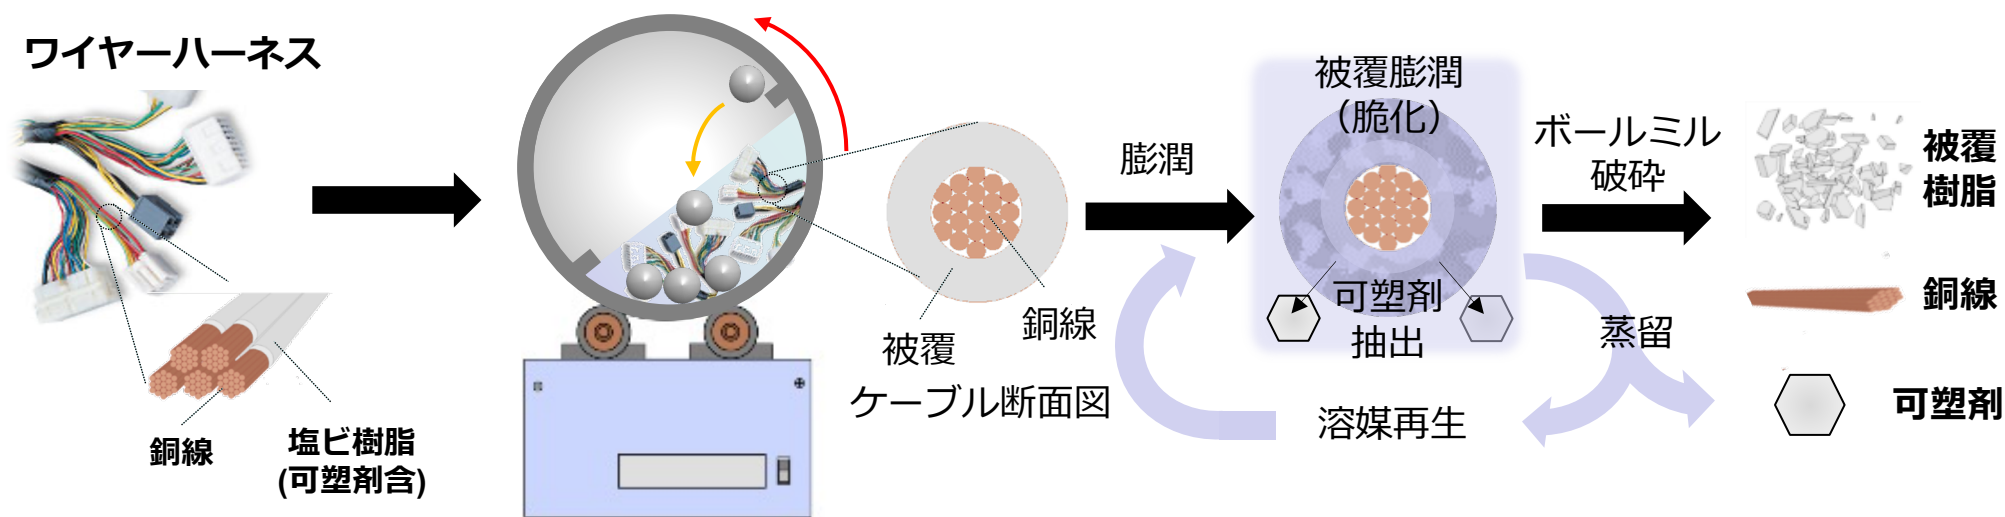 ワイヤーハーネス
銅線
塩ビ樹脂
(可塑剤含)
被覆
銅線
ケーブル断面図
膨潤
被覆膨潤
（脆化）
可塑剤
抽出
ボールミル
破砕
蒸留
溶媒再生
被覆
樹脂
銅線
可塑剤